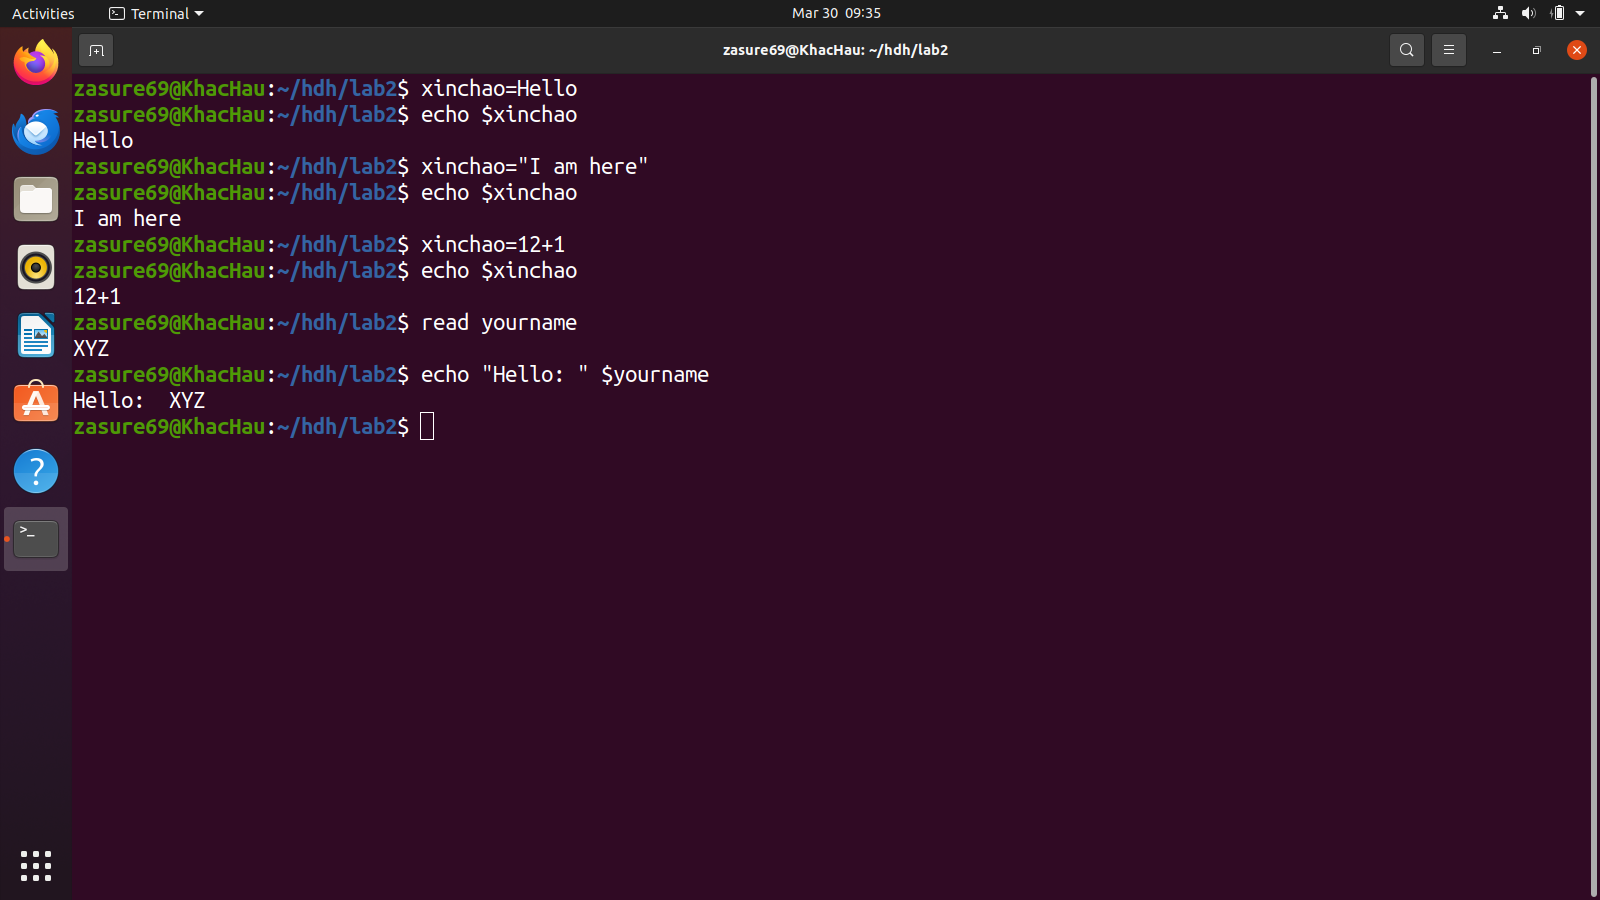 Activities
Terminal
Mar 30 09:35
zasure69@KhacHau: ~/hdh/lab2
zasure69@KhacHau:~/hdh/lab2$ xinchao=Hello
zasure69@KhacHau:~/hdh/lab2$ echo $xinchao
Hello
zasure69@KhacHau:~/hdh/lab2$ xinchao="I am here"
zasure69@KhacHau:~/hdh/lab2$ echo $xinchao
I am here
zasure69@KhacHau:~/hdh/lab2$ xinchao=12+1
zasure69@KhacHau:~/hdh/lab2$ echo $xinchao
12+1
zasure69@KhacHau:~/hdh/lab2$ read yourname
XYZ
zasure69@KhacHau:~/hdh/lab2$ echo "Hello: " $yourname
Hello:  XYZ
zasure69@KhacHau:~/hdh/lab2$